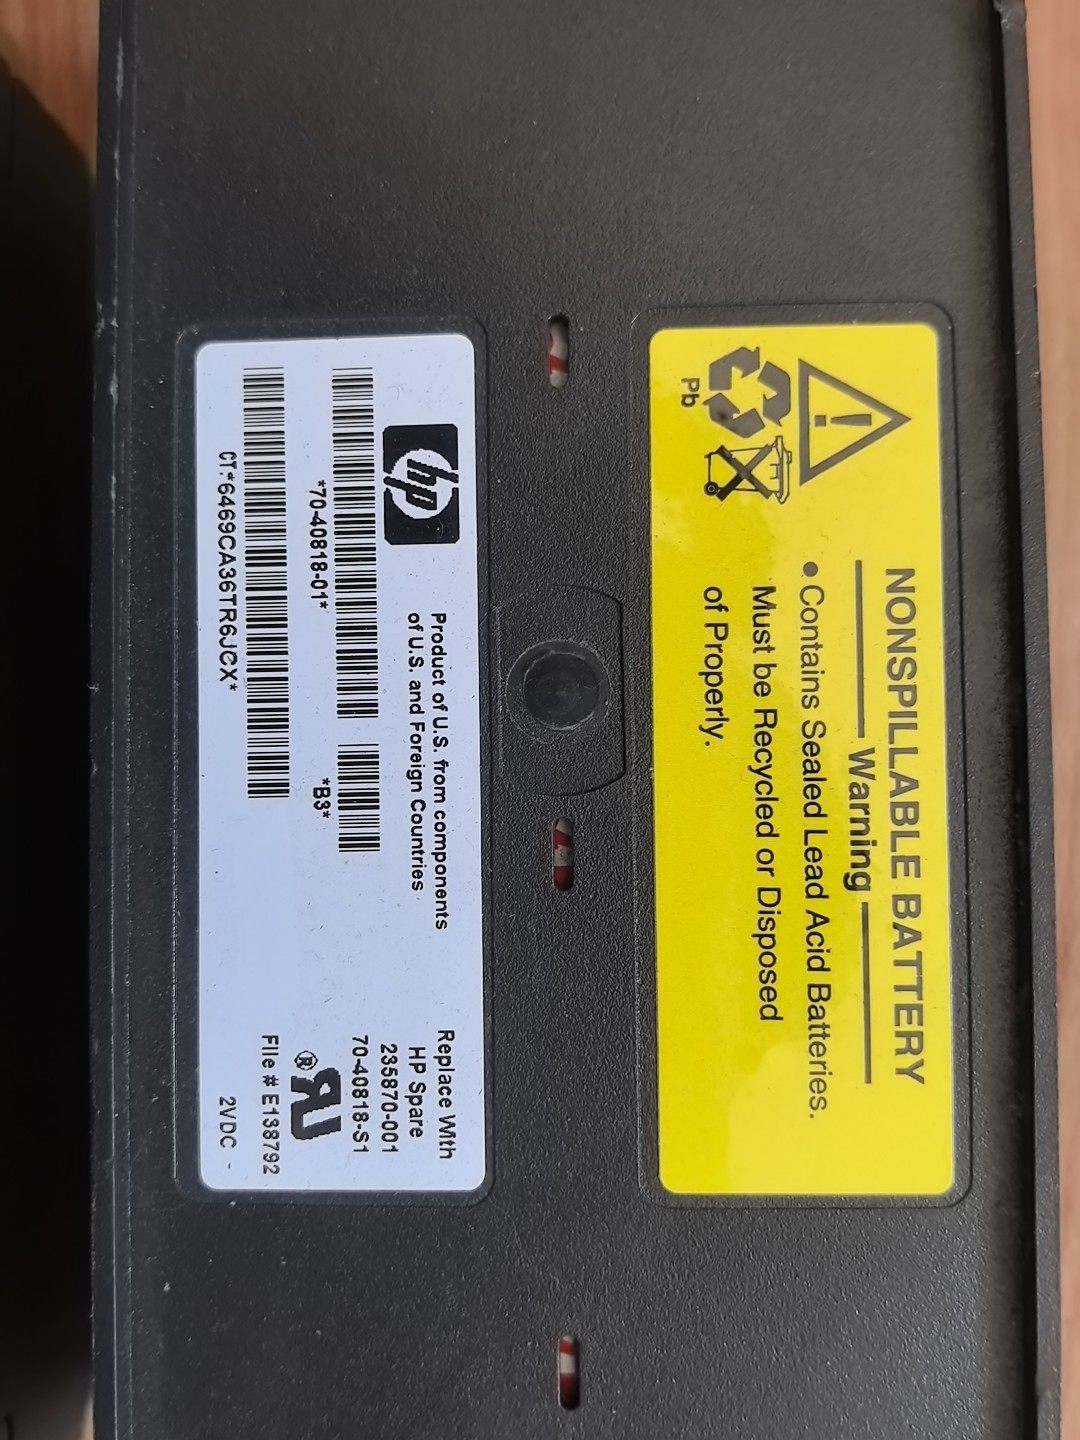 NONSPILLABLE BATTERY
Warning
• Contains Sealed Lead Acid Batteries.
Must be Recycled or Disposed
of Properly.
Pb
hp
Product of U.S. from components
of U.S. and Foreign Countries
*70-40818-01*
*B3*
CT:*6469CA36TR6JCX*
Replace With
HP Spare
235870-001
70-40818-S1
RU
®
File # E138792
2VDC -